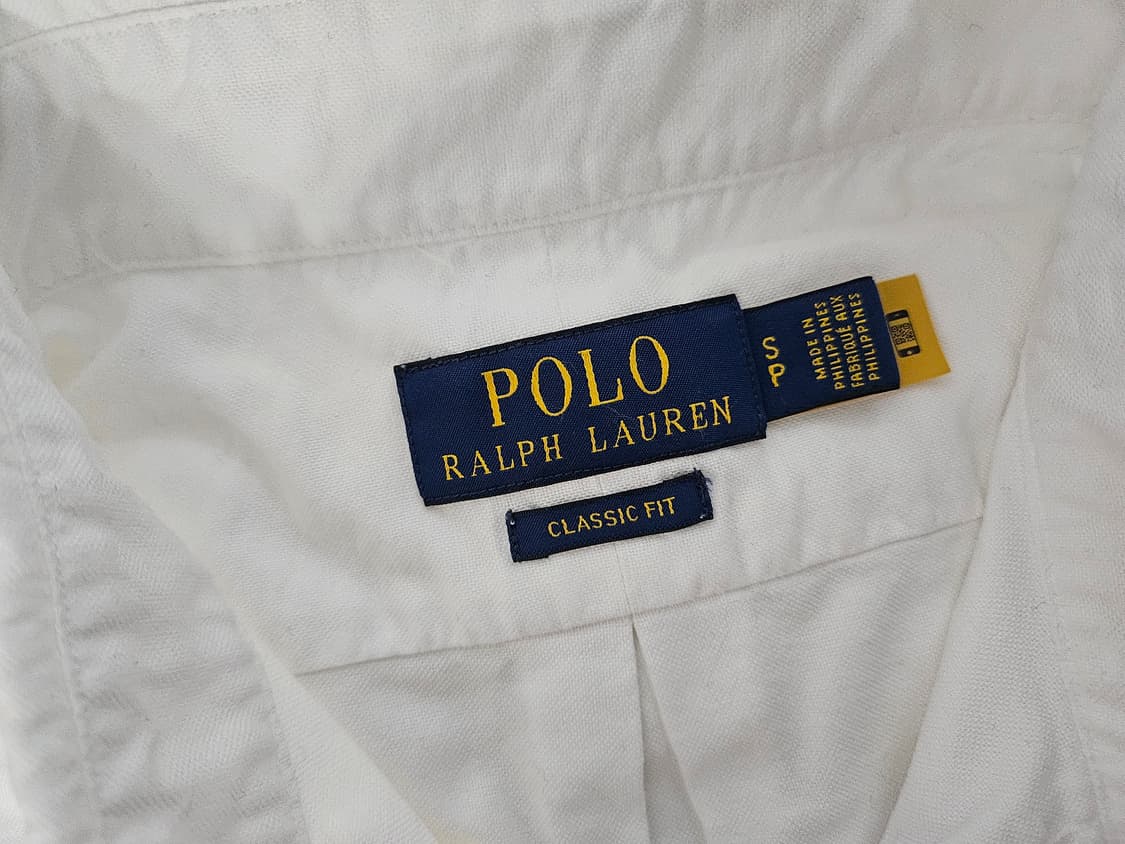 POLO
RALPH LAUREN
S
P
MADE IN
PHILIPPINES
FABRIQUÉ AUX
PHILIPPINES
CLASSIC FIT